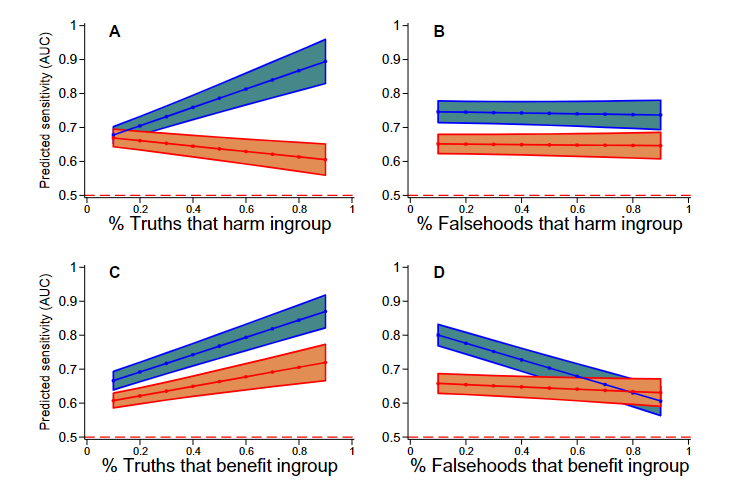 A
B
Predicted sensitivity (AUC)
1
0.9
0.8
0.7
0.6
0.5
0 0.2 0.4 0.6 0.8 1
% Truths that harm ingroup
1
0.9
0.8
0.7
0.6
0.5
0 0.2 0.4 0.6 0.8 1
% Falsehoods that harm ingroup
C
D
Predicted sensitivity (AUC)
1
0.9
0.8
0.7
0.6
0.5
0 0.2 0.4 0.6 0.8 1
% Truths that benefit ingroup
1
0.9
0.8
0.7
0.6
0.5
0 0.2 0.4 0.6 0.8 1
% Falsehoods that benefit ingroup